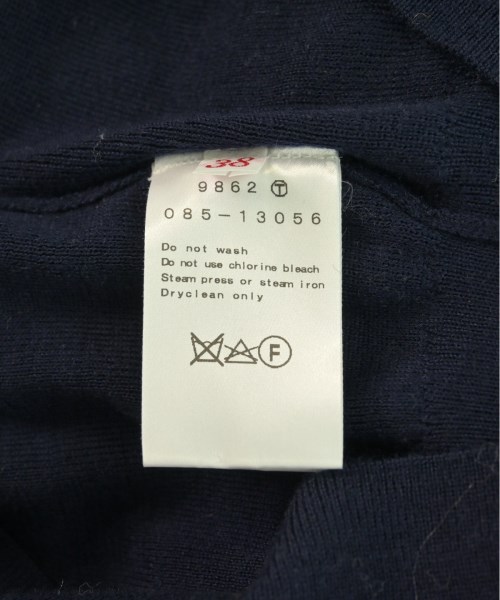 38
9862 Ⓣ
085-13056
Do not wash
Do not use chlorine bleach
Steam press or steam iron
Dryclean only
F